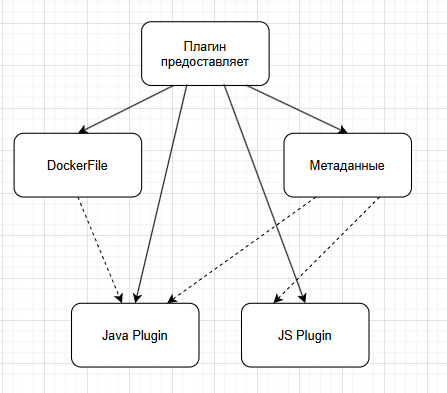 Плагин
предоставляет
DockerFile
Метаданные
Java Plugin
JS Plugin